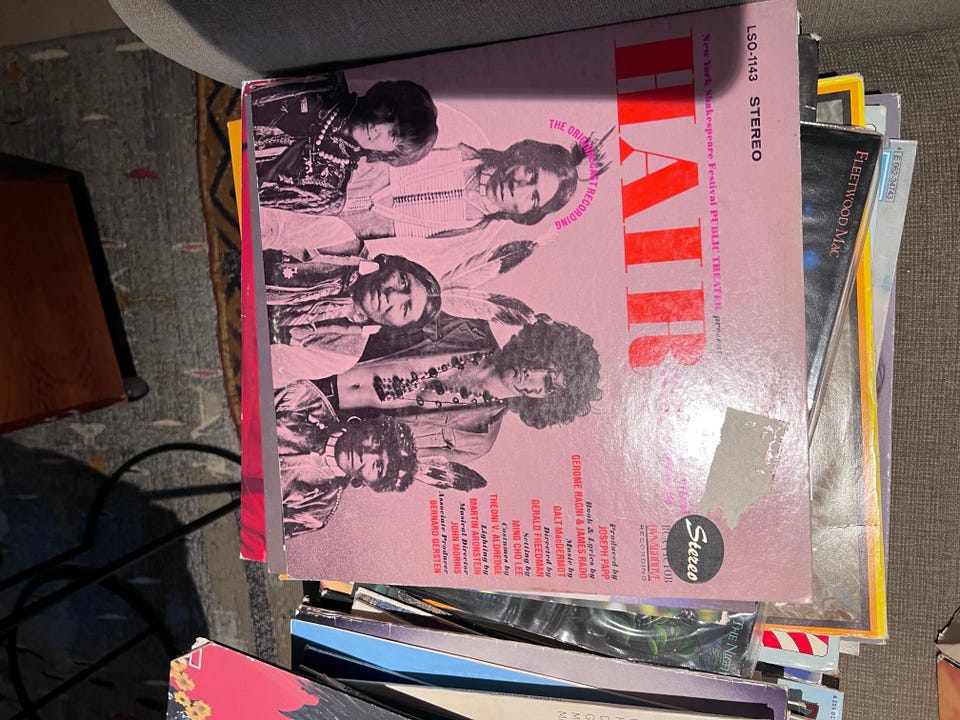 LSO-1143 STEREO
New York Shakespeare Festival PUBLIC THEATER presents
HAIR
THE ORIGINAL CAST RECORDING
Produced by
JOSEPH PAPP
Book & Lyrics by
GEROME RAGNI & JAMES RADO
Music by
GALT MacDERMOT
Directed by
GERALD FREEDMAN
Setting by
MING CHO LEE
Costumes by
THEONI V. ALDREDGE
Lighting by
MARTIN ARONSTEIN
Musical Director
JOHN MORRIS
Associate Producer
BERNARD GERSTEN
Stereo
RECORDING
FLEETWOOD MAC